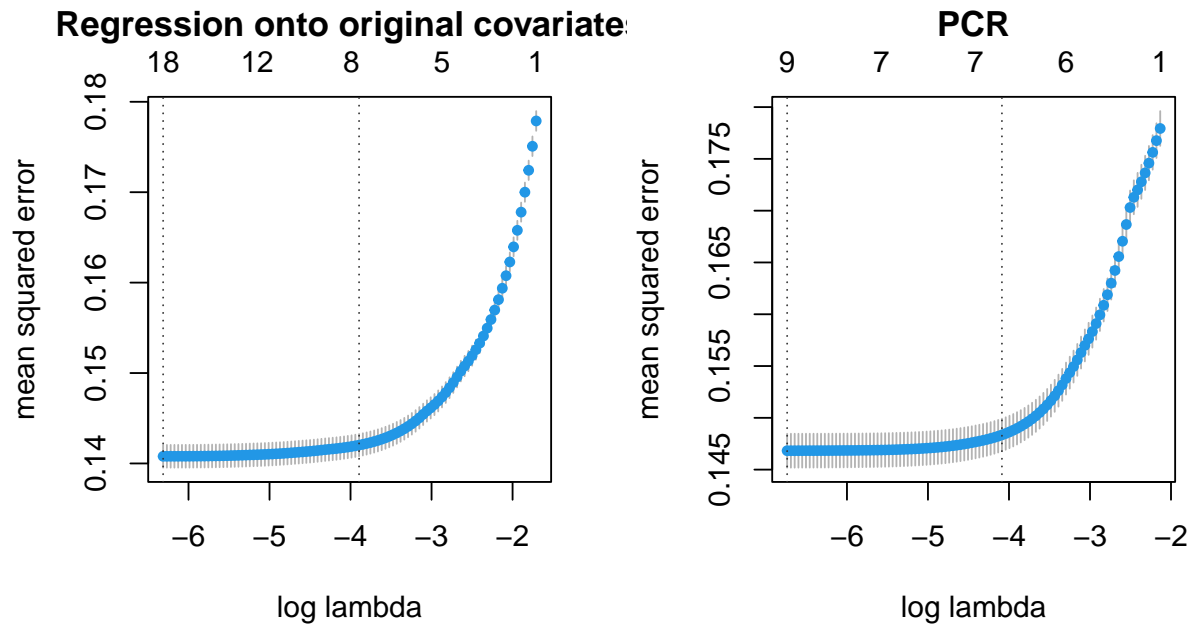 Regression onto original covariates
18 12 8 5 1
0.18
0.17
0.16
0.15
0.14
mean squared error
−6 −5 −4 −3 −2
log lambda
PCR
9 7 7 6 1
0.175
0.165
0.155
0.145
mean squared error
−6 −5 −4 −3 −2
log lambda